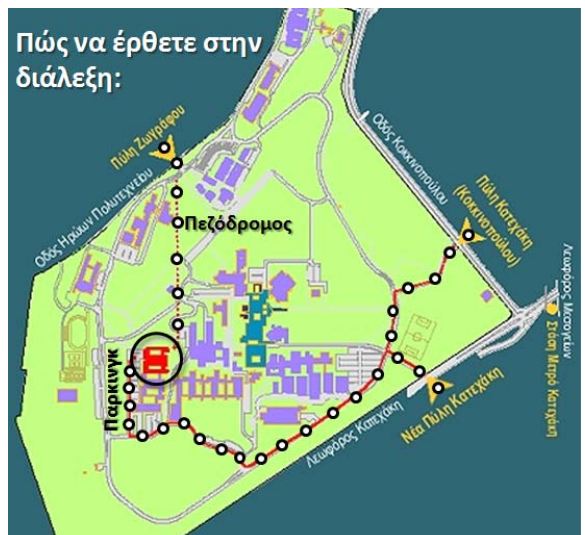 Πώς να έρθετε στην
διάλεξη:
Πύλη Ζωγράφου
Οδός Ηρώων Πολυτεχνείου
Πεζόδρομος
Οδός Κοκκινοπούλου
Πύλη Κατεχάκη
(Κοκκινοπούλου)
Λεωφόρος Μεσογείων
Στάση Μετρό Κατεχάκη
Πάρκινγκ
Λεωφόρος Κατεχάκη
Νέα Πύλη Κατεχάκη